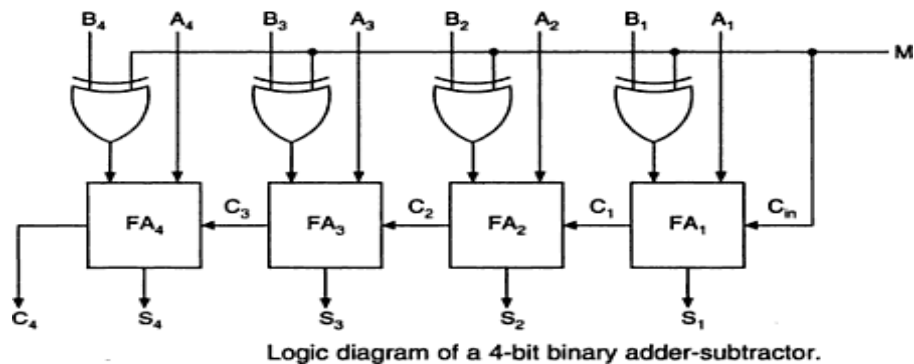 B₄ A₄ B₃ A₃ B₂ A₂ B₁ A₁
M
FA₄ C₃ FA₃ C₂ FA₂ C₁ FA₁ Cin
C₄ S₄ S₃ S₂ S₁
Logic diagram of a 4-bit binary adder-subtractor.